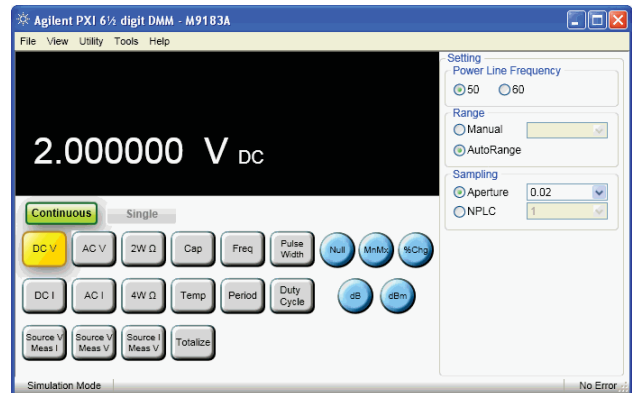 Agilent PXI 6½ digit DMM - M9183A
File View Utility Tools Help
2.000000 V DC
Continuous Single
DC V AC V 2W Ω Cap Freq Pulse Width Null MnMx %Chg
DC I AC I 4W Ω Temp Period Duty Cycle dB dBm
Source V Meas I Source V Meas V Source I Meas V Totalize
Setting
Power Line Frequency
50 60
Range
Manual
AutoRange
Sampling
Aperture 0.02
NPLC 1
Simulation Mode No Error